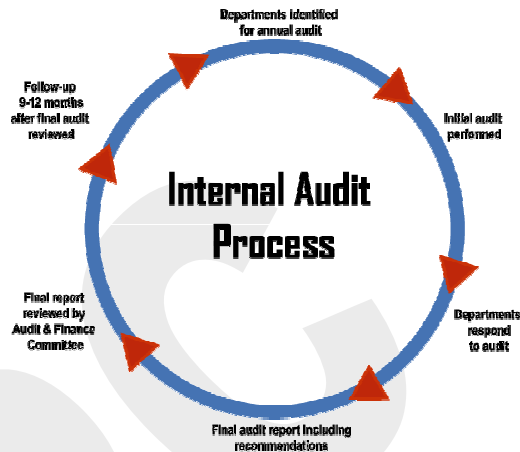 Departments identified
for annual audit
Initial audit
performed
Departments
respond
to audit
Final audit report including
recommendations
Final report
reviewed by
Audit & Finance
Committee
Follow-up
9-12 months
after final audit
reviewed
Internal Audit
Process